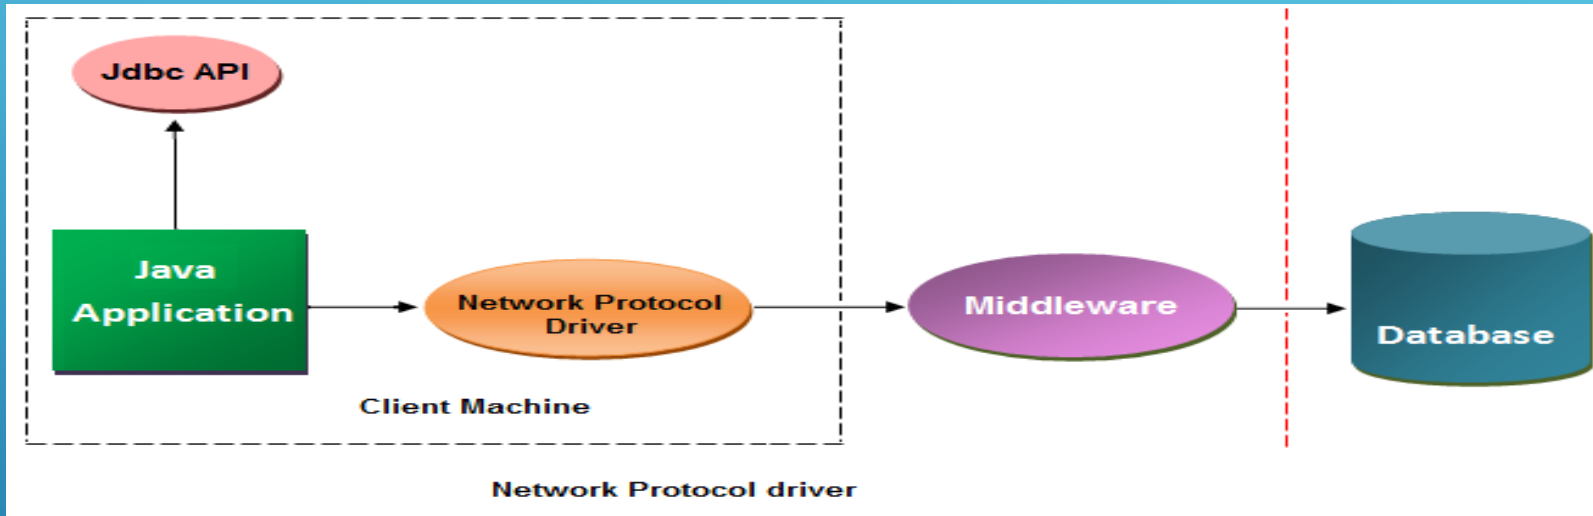 Jdbc API
Java
Application
Network Protocol
Driver
Middleware
Database
Client Machine
Network Protocol driver